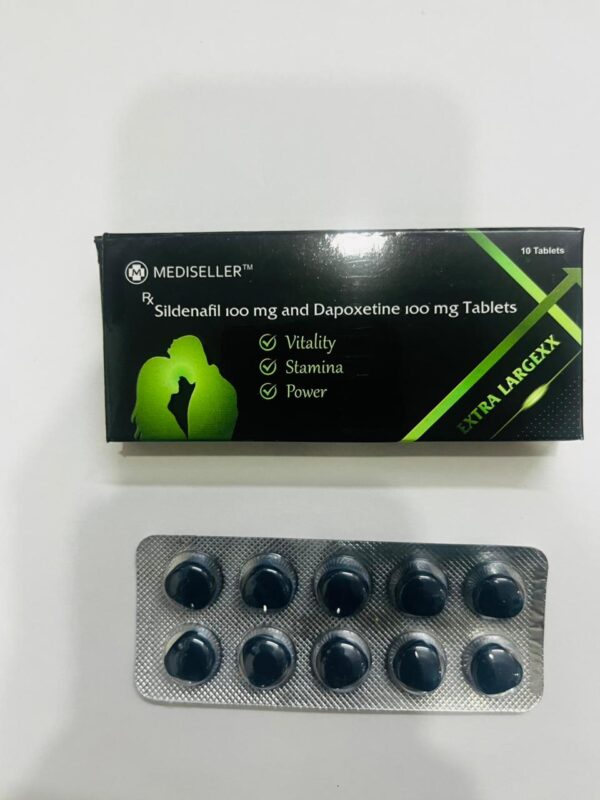 10 Tablets
MEDISELLER™
Rx Sildenafil 100 mg and Dapoxetine 100 mg Tablets
Vitality
Stamina
Power
EXTRA LARGEXX